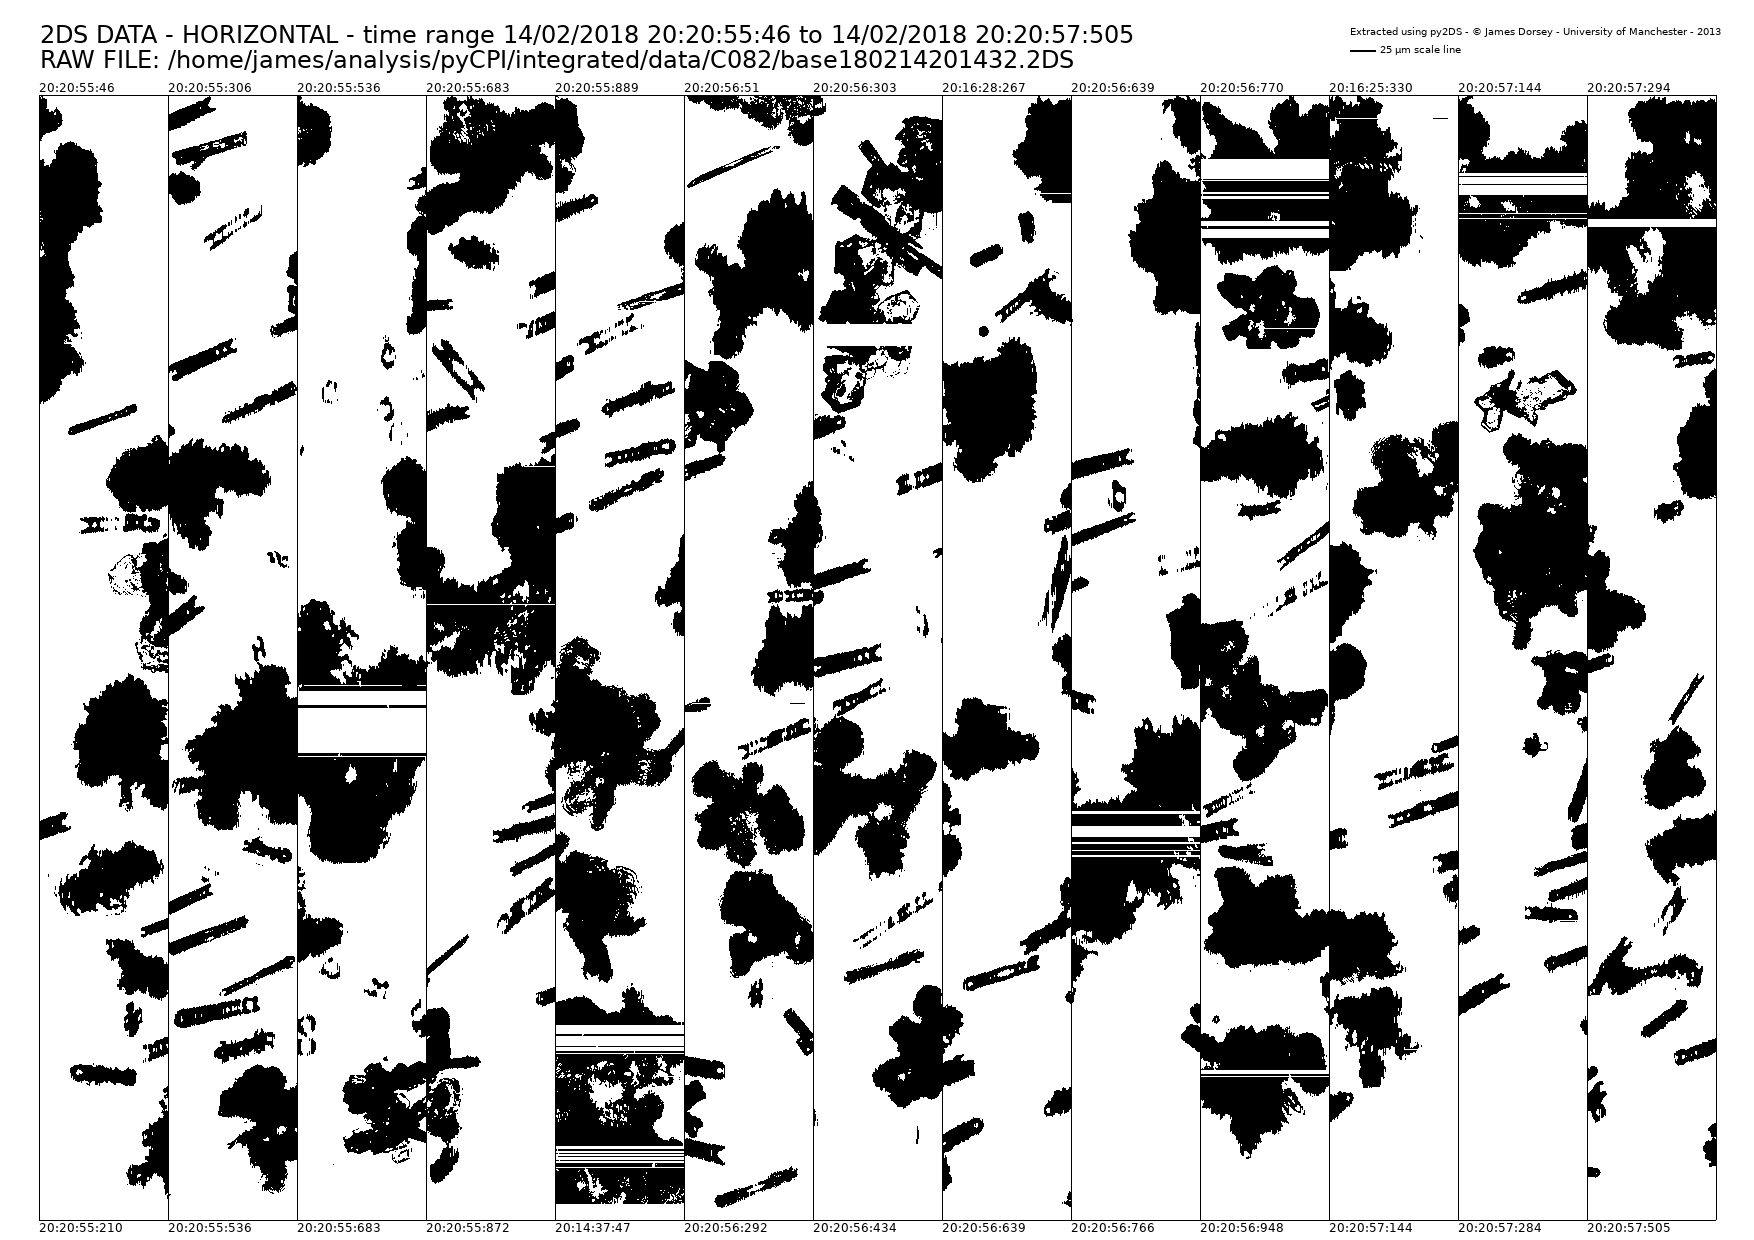 2DS DATA - HORIZONTAL - time range 14/02/2018 20:20:55:46 to 14/02/2018 20:20:57:505
RAW FILE: /home/james/analysis/pyCPI/integrated/data/C082/base180214201432.2DS
Extracted using py2DS - © James Dorsey - University of Manchester - 2013
25 µm scale line
20:20:55:46 20:20:55:306 20:20:55:536 20:20:55:683 20:20:55:889 20:20:56:51 20:20:56:303 20:16:28:267 20:20:56:639 20:20:56:770 20:16:25:330 20:20:57:144 20:20:57:294
20:20:55:210 20:20:55:536 20:20:55:683 20:20:55:872 20:14:37:47 20:20:56:292 20:20:56:434 20:20:56:639 20:20:56:766 20:20:56:948 20:20:57:144 20:20:57:284 20:20:57:505